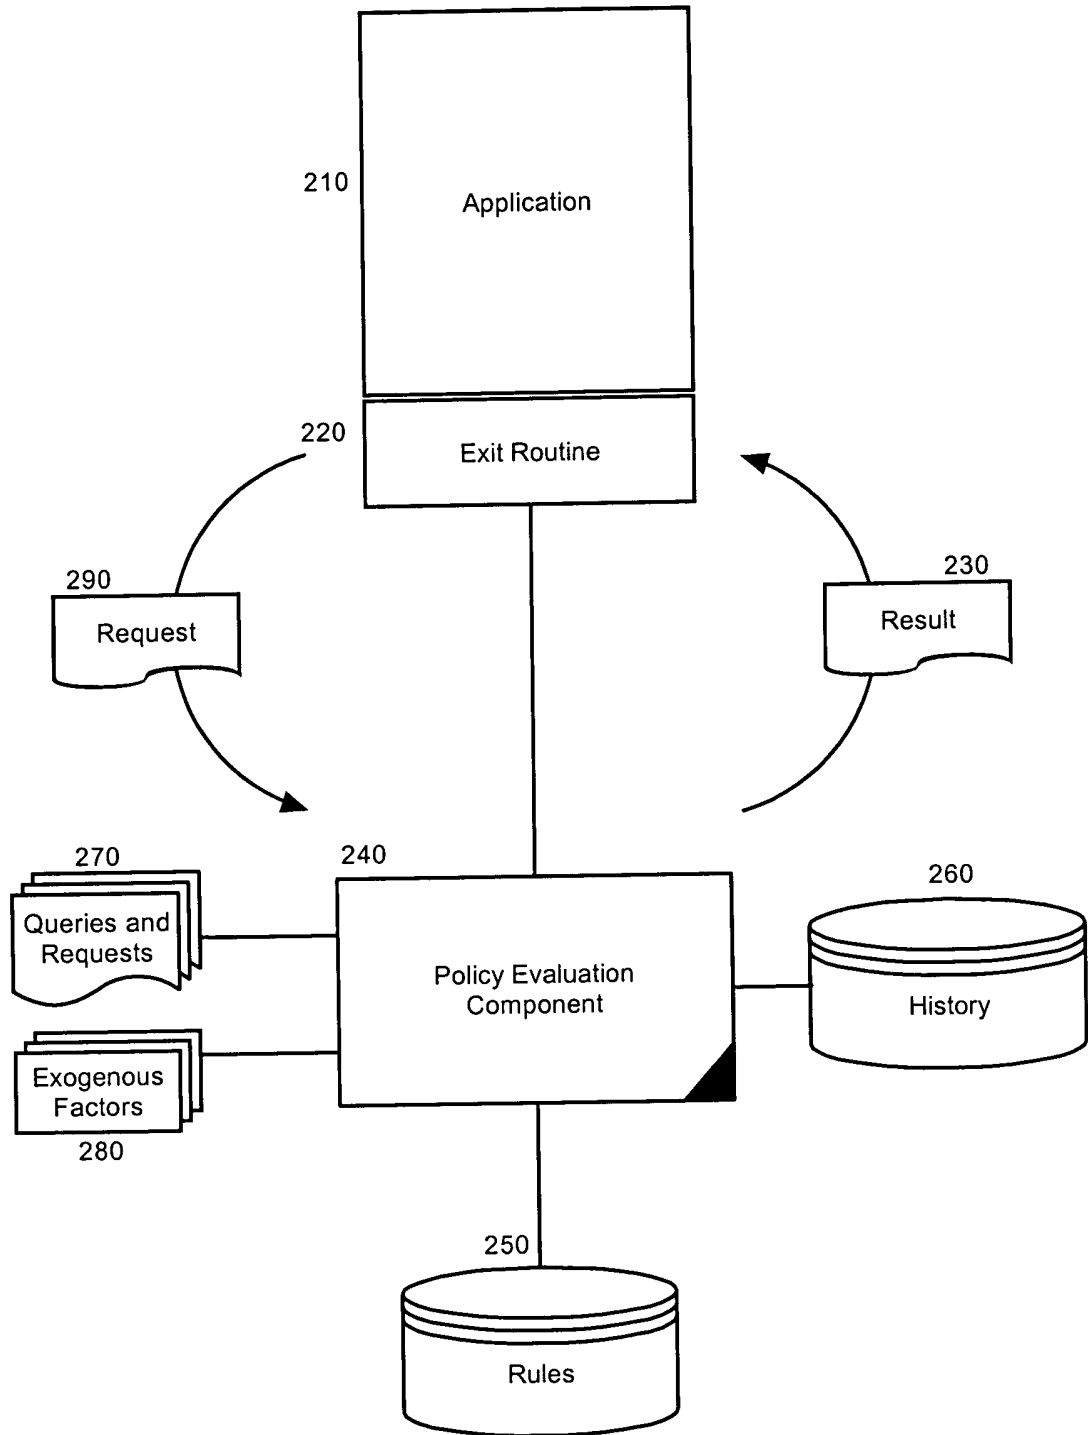 210
Application
220
Exit Routine
290
Request
230
Result
270
Queries and
Requests
240
Policy Evaluation
Component
260
History
Exogenous
Factors
280
250
Rules